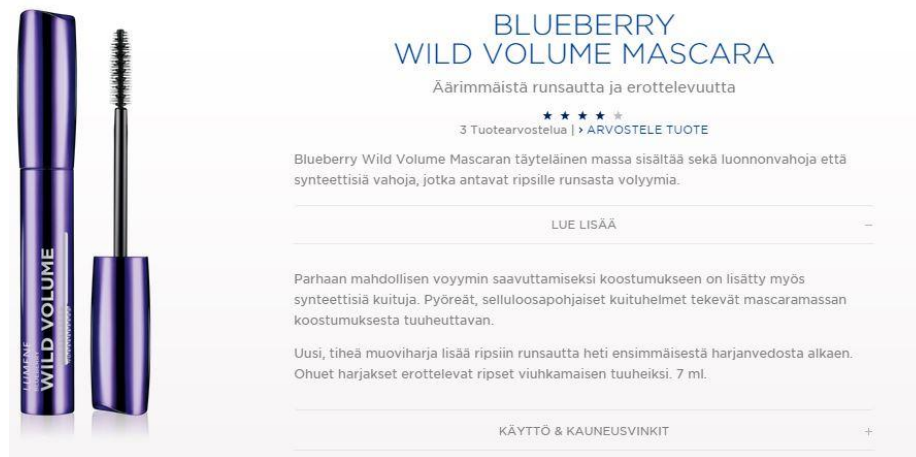 BLUEBERRY
WILD VOLUME MASCARA
Äärimmäistä runsautta ja erottelevuutta
★ ★ ★ ★ ★
3 Tuotearvostelua | › ARVOSTELE TUOTE
Blueberry Wild Volume Mascaran täyteläinen massa sisältää sekä luonnonvahoja että
synteettisiä vahoja, jotka antavat ripsille runsasta volyymia.
LUE LISÄÄ −
Parhaan mahdollisen voyymin saavuttamiseksi koostumukseen on lisätty myös
synteettisiä kuituja. Pyöreät, selluloosapohjaiset kuituhelmet tekevät mascaramassan
koostumuksesta tuuheuttavan.
Uusi, tiheä muoviharja lisää ripsiin runsautta heti ensimmäisestä harjanvedosta alkaen.
Ohuet harjakset erottelevat ripset viuhkamaisen tuuheiksi. 7 ml.
KÄYTTÖ & KAUNEUSVINKIT +
LUMENE
BLUEBERRY
WILD VOLUME